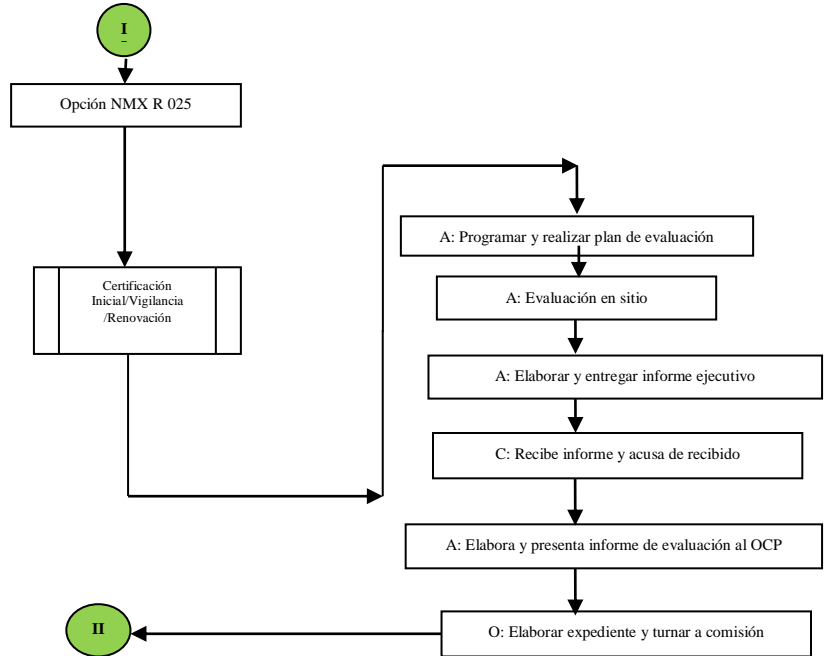 I
Opción NMX R 025
Certificación
Inicial/Vigilancia
/Renovación
A: Programar y realizar plan de evaluación
A: Evaluación en sitio
A: Elaborar y entregar informe ejecutivo
C: Recibe informe y acusa de recibido
A: Elabora y presenta informe de evaluación al OCP
O: Elaborar expediente y turnar a comisión
II